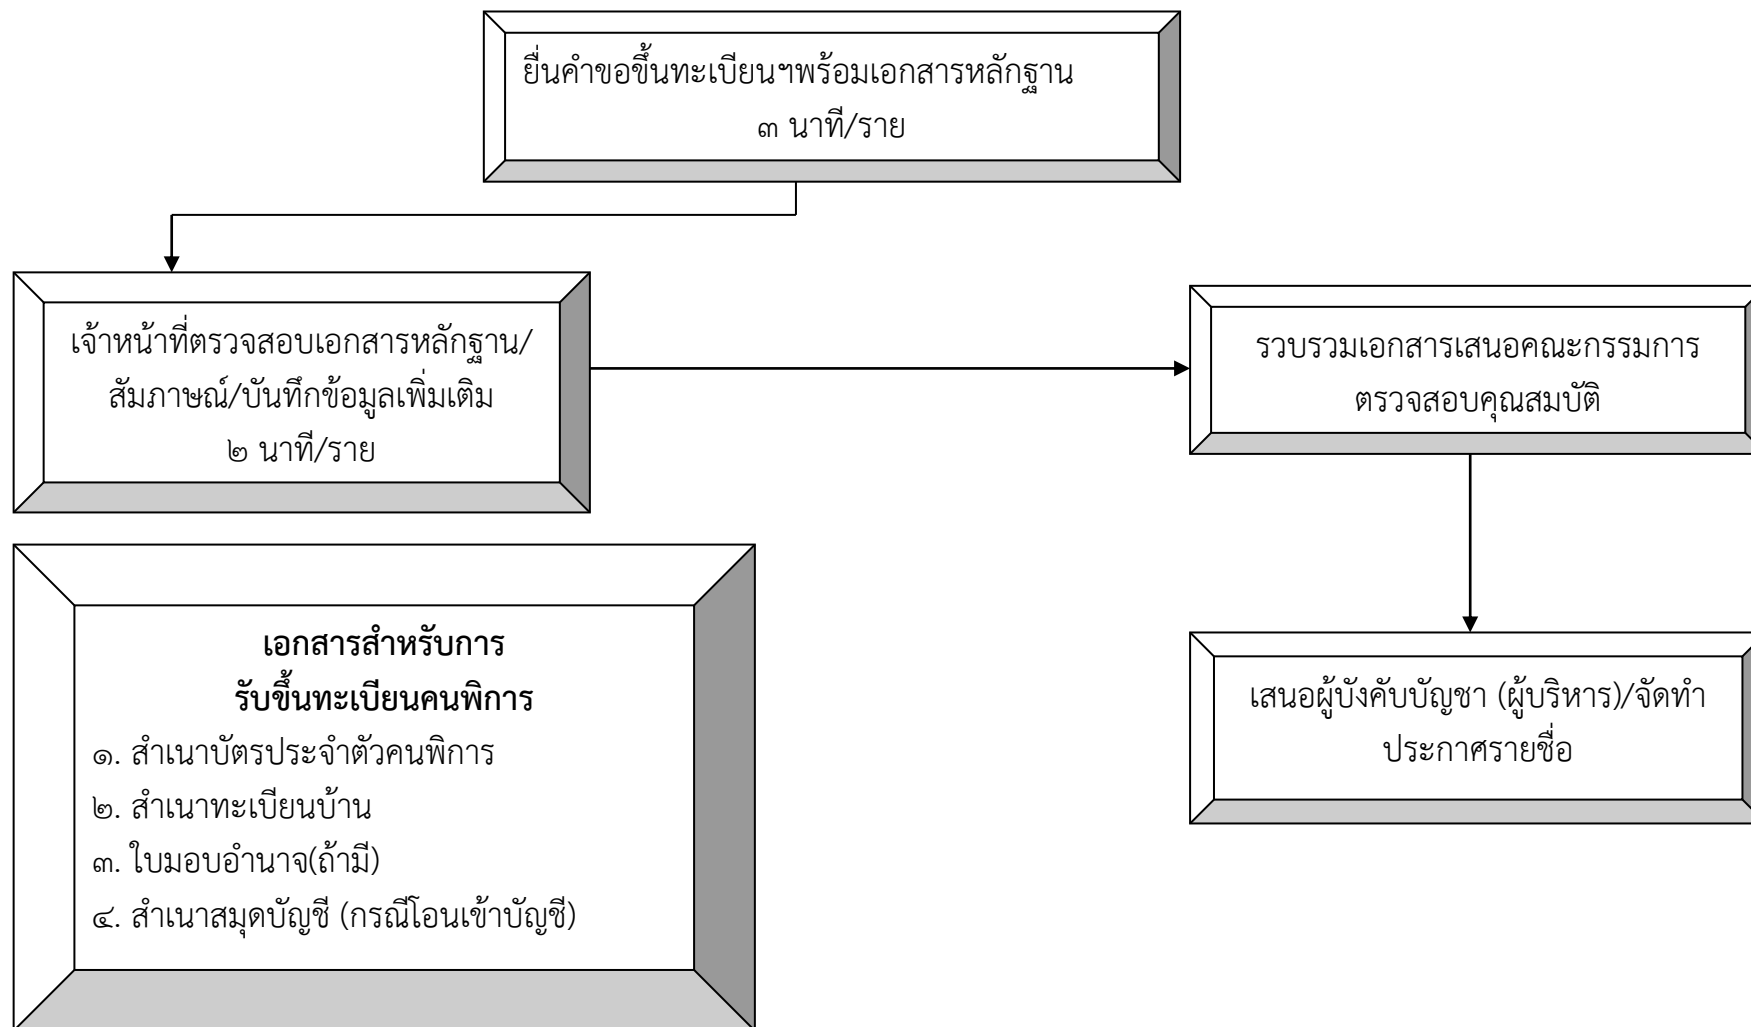 ยื่นคำขอขึ้นทะเบียนฯพร้อมเอกสารหลักฐาน
๓ นาที/ราย
เจ้าหน้าที่ตรวจสอบเอกสารหลักฐาน/
สัมภาษณ์/บันทึกข้อมูลเพิ่มเติม
๒ นาที/ราย
รวบรวมเอกสารเสนอคณะกรรมการ
ตรวจสอบคุณสมบัติ
เสนอผู้บังคับบัญชา (ผู้บริหาร)/จัดทำ
ประกาศรายชื่อ
เอกสารสำหรับการ
รับขึ้นทะเบียนคนพิการ
๑. สำเนาบัตรประจำตัวคนพิการ
๒. สำเนาทะเบียนบ้าน
๓. ใบมอบอำนาจ(ถ้ามี)
๔. สำเนาสมุดบัญชี (กรณีโอนเข้าบัญชี)